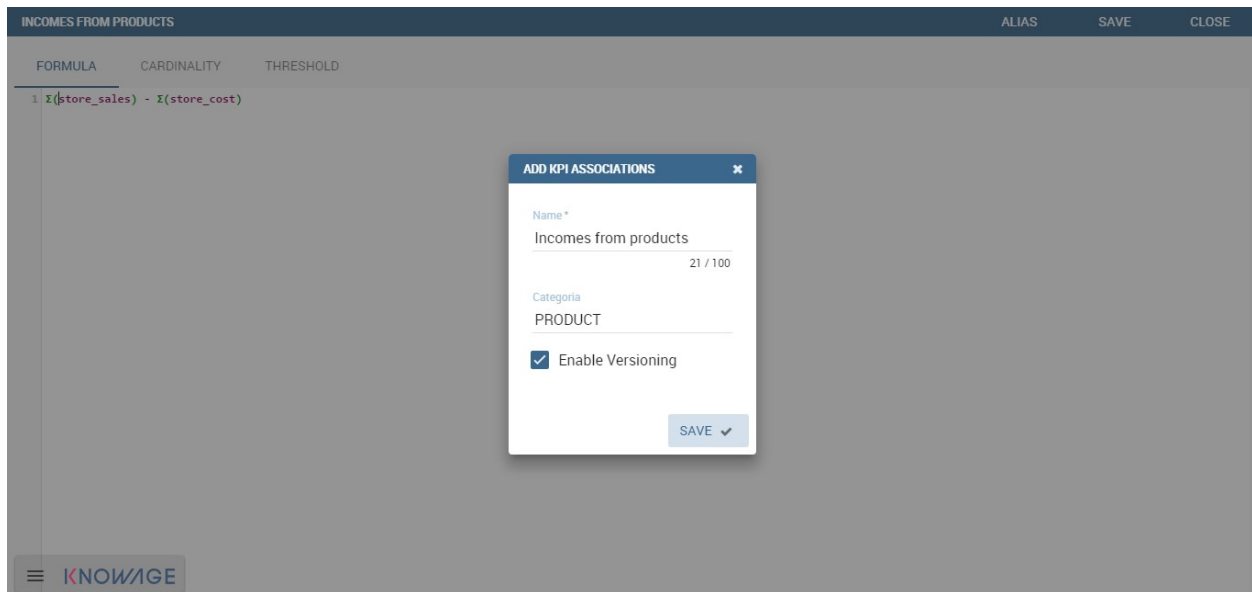 INCOMES FROM PRODUCTS ALIAS SAVE CLOSE
FORMULA CARDINALITY THRESHOLD
1 Σ(store_sales) - Σ(store_cost)
ADD KPI ASSOCIATIONS ✖
Name *
Incomes from products
21 / 100
Categoria
PRODUCT
Enable Versioning
SAVE ✔
KNOWAGE